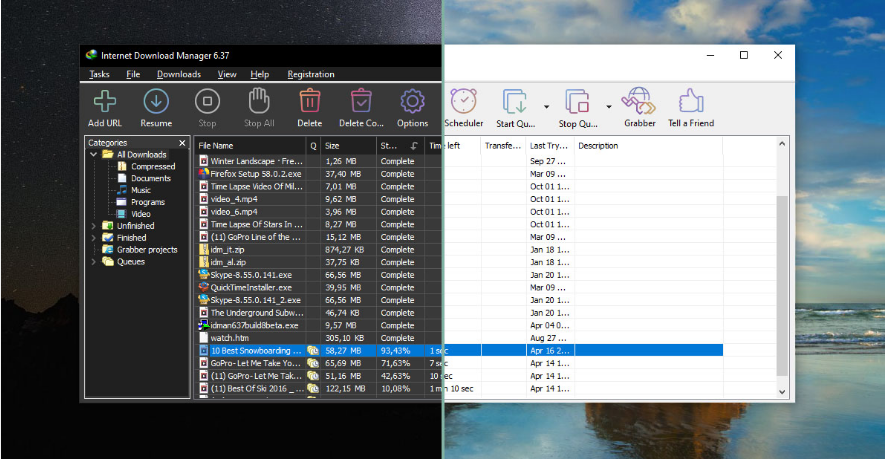 Internet Download Manager 6.37
Tasks File Downloads View Help Registration
Add URL Resume Stop Stop All Delete Delete Co... Options Scheduler Start Qu... Stop Qu... Grabber Tell a Friend
Categories
All Downloads
Compressed
Documents
Music
Programs
Video
Unfinished
Finished
Grabber projects
Queues
File Name Q Size St... Time left Transfe... Last Try... Description
Winter Landscape - Fre... 1,26 MB Complete Sep 27 ...
Firefox Setup 58.0.2.exe 37,40 MB Complete Mar 09 ...
Time Lapse Video Of Mil... 7,01 MB Complete Oct 01 1...
video_4.mp4 9,62 MB Complete Oct 01 1...
video_6.mp4 3,96 MB Complete Oct 01 1...
Time Lapse Of Stars In ... 8,27 MB Complete Oct 01 1...
(11) GoPro Line of the ... 15,12 MB Complete Mar 09 ...
idm_it.zip 874,27 KB Complete Jan 18 1...
idm_al.zip 37,75 KB Complete Jan 18 1...
Skype-8.55.0.141.exe 66,56 MB Complete Jan 20 1...
QuickTimeInstaller.exe 39,95 MB Complete Mar 09 ...
Skype-8.55.0.141_2.exe 66,56 MB Complete Jan 20 1...
The Underground Subw... 46,74 KB Complete Jan 20 1...
idman637build8beta.exe 9,57 MB Complete Apr 04 0...
watch.htm 305,10 KB Complete Aug 27 ...
10 Best Snowboarding ... 58,27 MB 93,43% 1 sec Apr 16 2...
GoPro- Let Me Take You... 65,69 MB 71,63% 7 sec Apr 14 1...
(11) GoPro- Let Me Tak... 51,16 MB 42,63% 10 sec Apr 14 1...
(11) Best Of Ski 2016 _ ... 122,15 MB 10,08% 1 min 10 sec Apr 14 1...